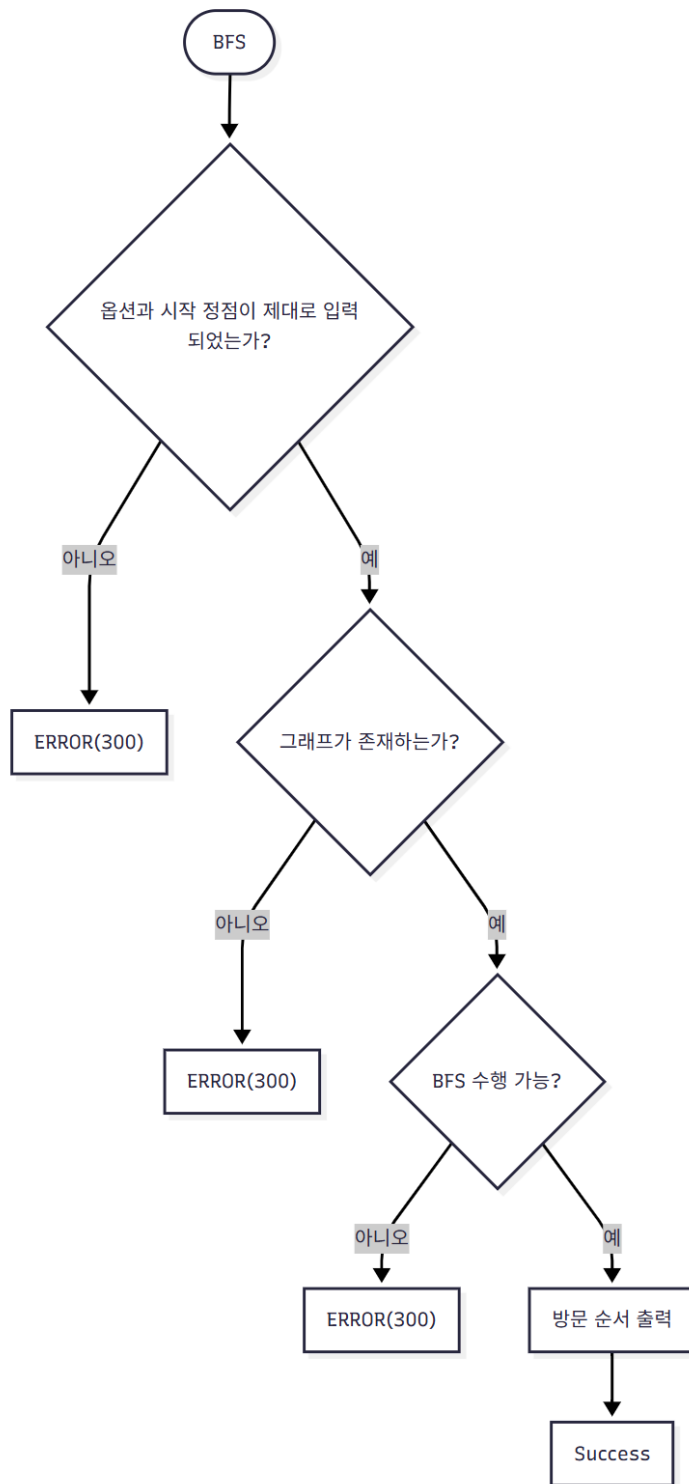 BFS
옵션과 시작 정점이 제대로 입력
되었는가?
아니오
예
ERROR(300)
그래프가 존재하는가?
아니오
예
ERROR(300)
BFS 수행 가능?
아니오
예
ERROR(300)
방문 순서 출력
Success